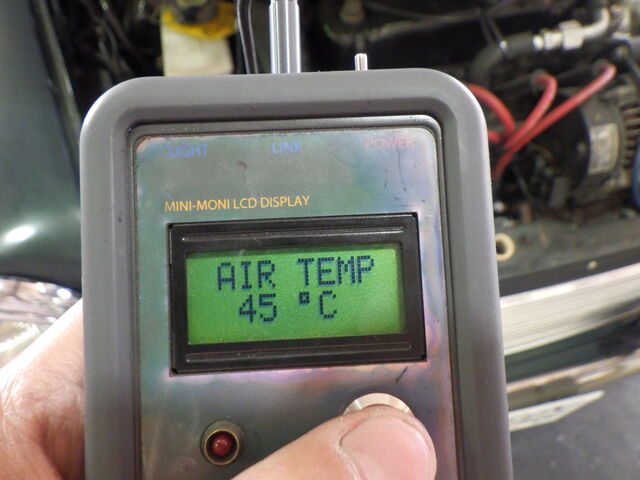 LIGHT LINK POWER
MINI-MONI LCD DISPLAY
AIR TEMP
45 °C